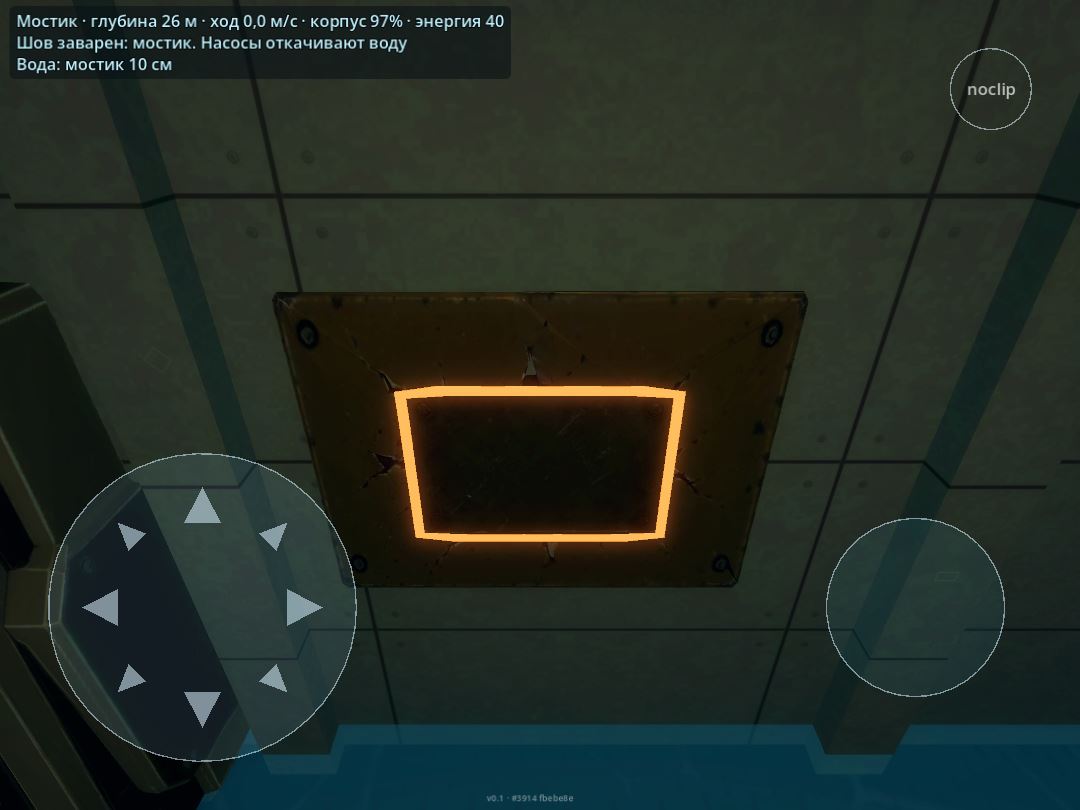 Мостик · глубина 26 м · ход 0,0 м/с · корпус 97% · энергия 40
Шов заварен: мостик. Насосы откачивают воду
Вода: мостик 10 см
noclip
v0.1 · #3914 fbebe8e